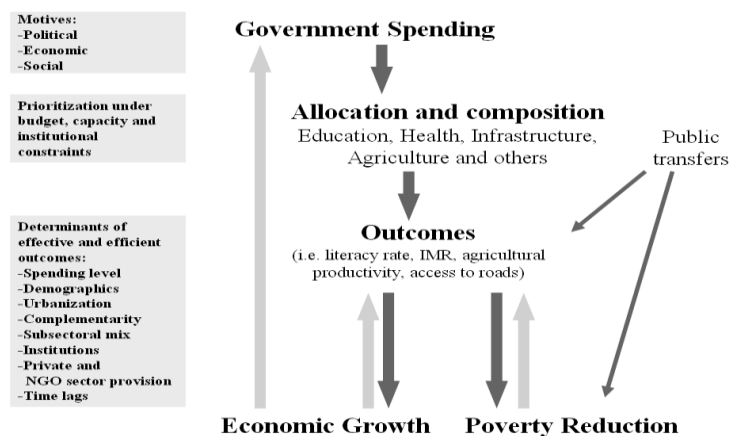 Motives:
-Political
-Economic
-Social
Government Spending
Prioritization under
budget, capacity and
institutional
constraints
Allocation and composition
Education, Health, Infrastructure,
Agriculture and others
Public
transfers
Determinants of
effective and efficient
outcomes:
-Spending level
-Demographics
-Urbanization
-Complementarity
-Subsectoral mix
-Institutions
-Private and
NGO sector provision
-Time lags
Outcomes
(i.e. literacy rate, IMR, agricultural
productivity, access to roads)
Economic Growth
Poverty Reduction